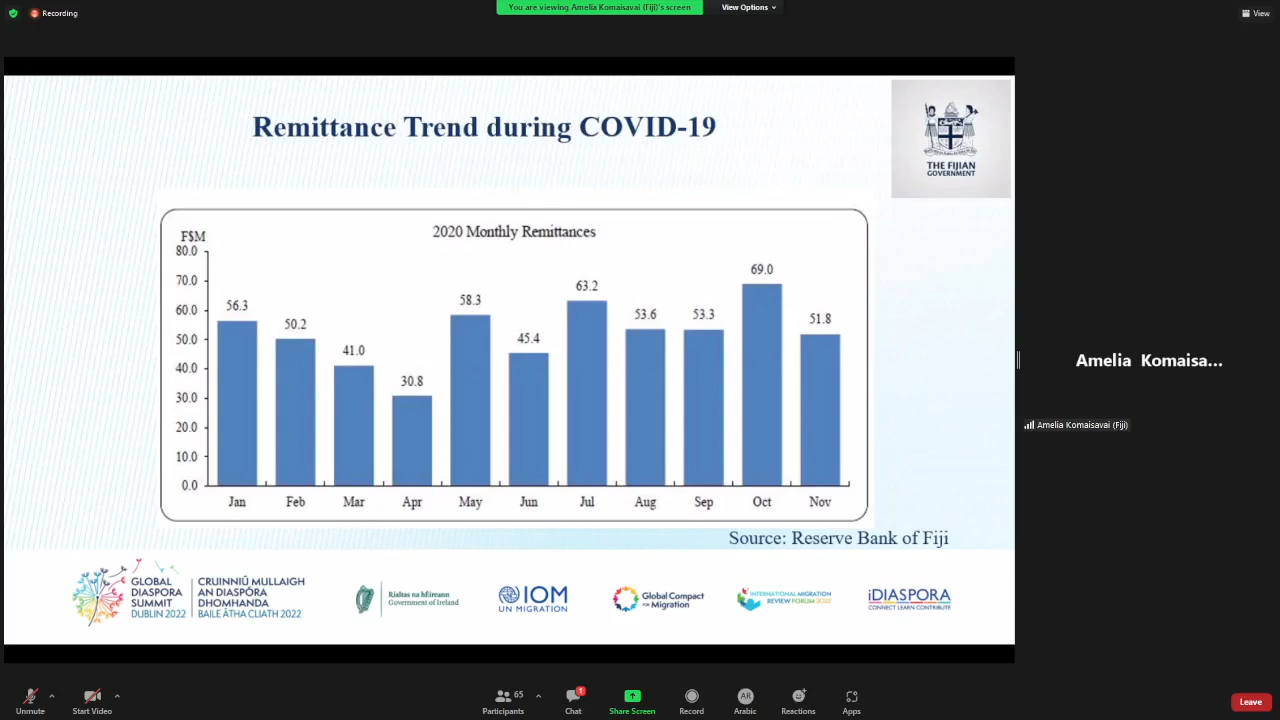 Recording
You are viewing Amelia Komaisavai (Fiji)'s screen
View Options
View
Remittance Trend during COVID-19
THE FIJIAN
GOVERNMENT
F$M
2020 Monthly Remittances
80.0
70.0
60.0
50.0
40.0
30.0
20.0
10.0
0.0
56.3
50.2
41.0
30.8
58.3
45.4
63.2
53.6
53.3
69.0
51.8
Jan
Feb
Mar
Apr
May
Jun
Jul
Aug
Sep
Oct
Nov
Source: Reserve Bank of Fiji
Amelia Komaisa...
Amelia Komaisavai (Fiji)
GLOBAL
DIASPORA
SUMMIT
DUBLIN 2022
CRUINNIÚ MULLAIGH
AN DIASPÓRA
DHOMHANDA
BAILE ÁTHA CLIATH 2022
Rialtas na hÉireann
Government of Ireland
IOM
UN MIGRATION
Global Compact
for Migration
INTERNATIONAL MIGRATION
REVIEW FORUM 2022
iDIASPORA
CONNECT LEARN CONTRIBUTE
Unmute
Start Video
65
Participants
1
Chat
Share Screen
Record
AR
Arabic
Reactions
Apps
Leave